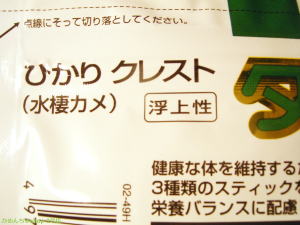 点線にそって切り落としてください。
ひかり クレスト
(水棲カメ)
浮上性
02-49H
4 9
健康な体を維持する
3種類のスティック
栄養バランスに配慮